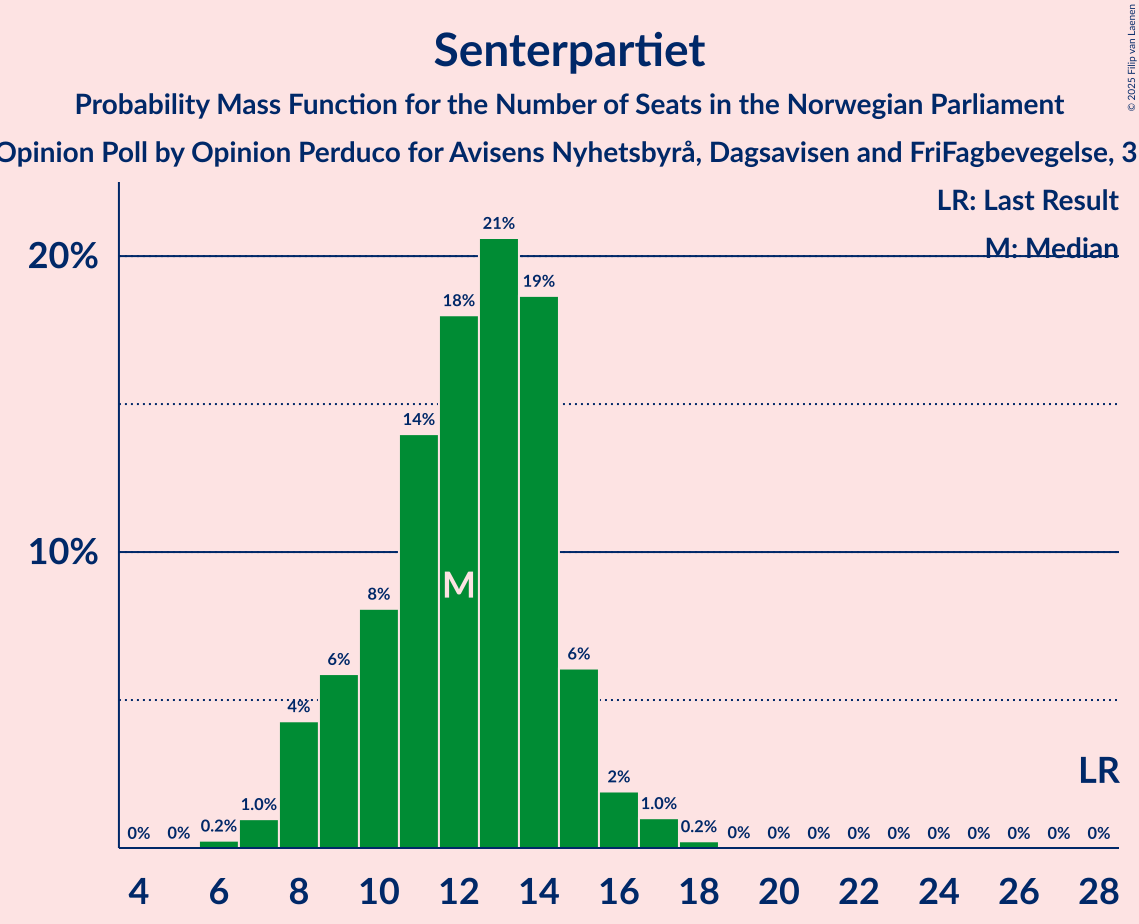 Senterpartiet
Probability Mass Function for the Number of Seats in the Norwegian Parliament
Opinion Poll by Opinion Perduco for Avisens Nyhetsbyrå, Dagsavisen and FriFagbevegelse, 3
© 2025 Filip van Laenen
LR: Last Result
M: Median
20%
10%
0% 0% 0.2% 1.0% 4% 6% 8% 14% 18% 21% 19% 6% 2% 1.0% 0.2% 0% 0% 0% 0% 0% 0% 0% 0% 0% 0%
M
LR
4 6 8 10 12 14 16 18 20 22 24 26 28